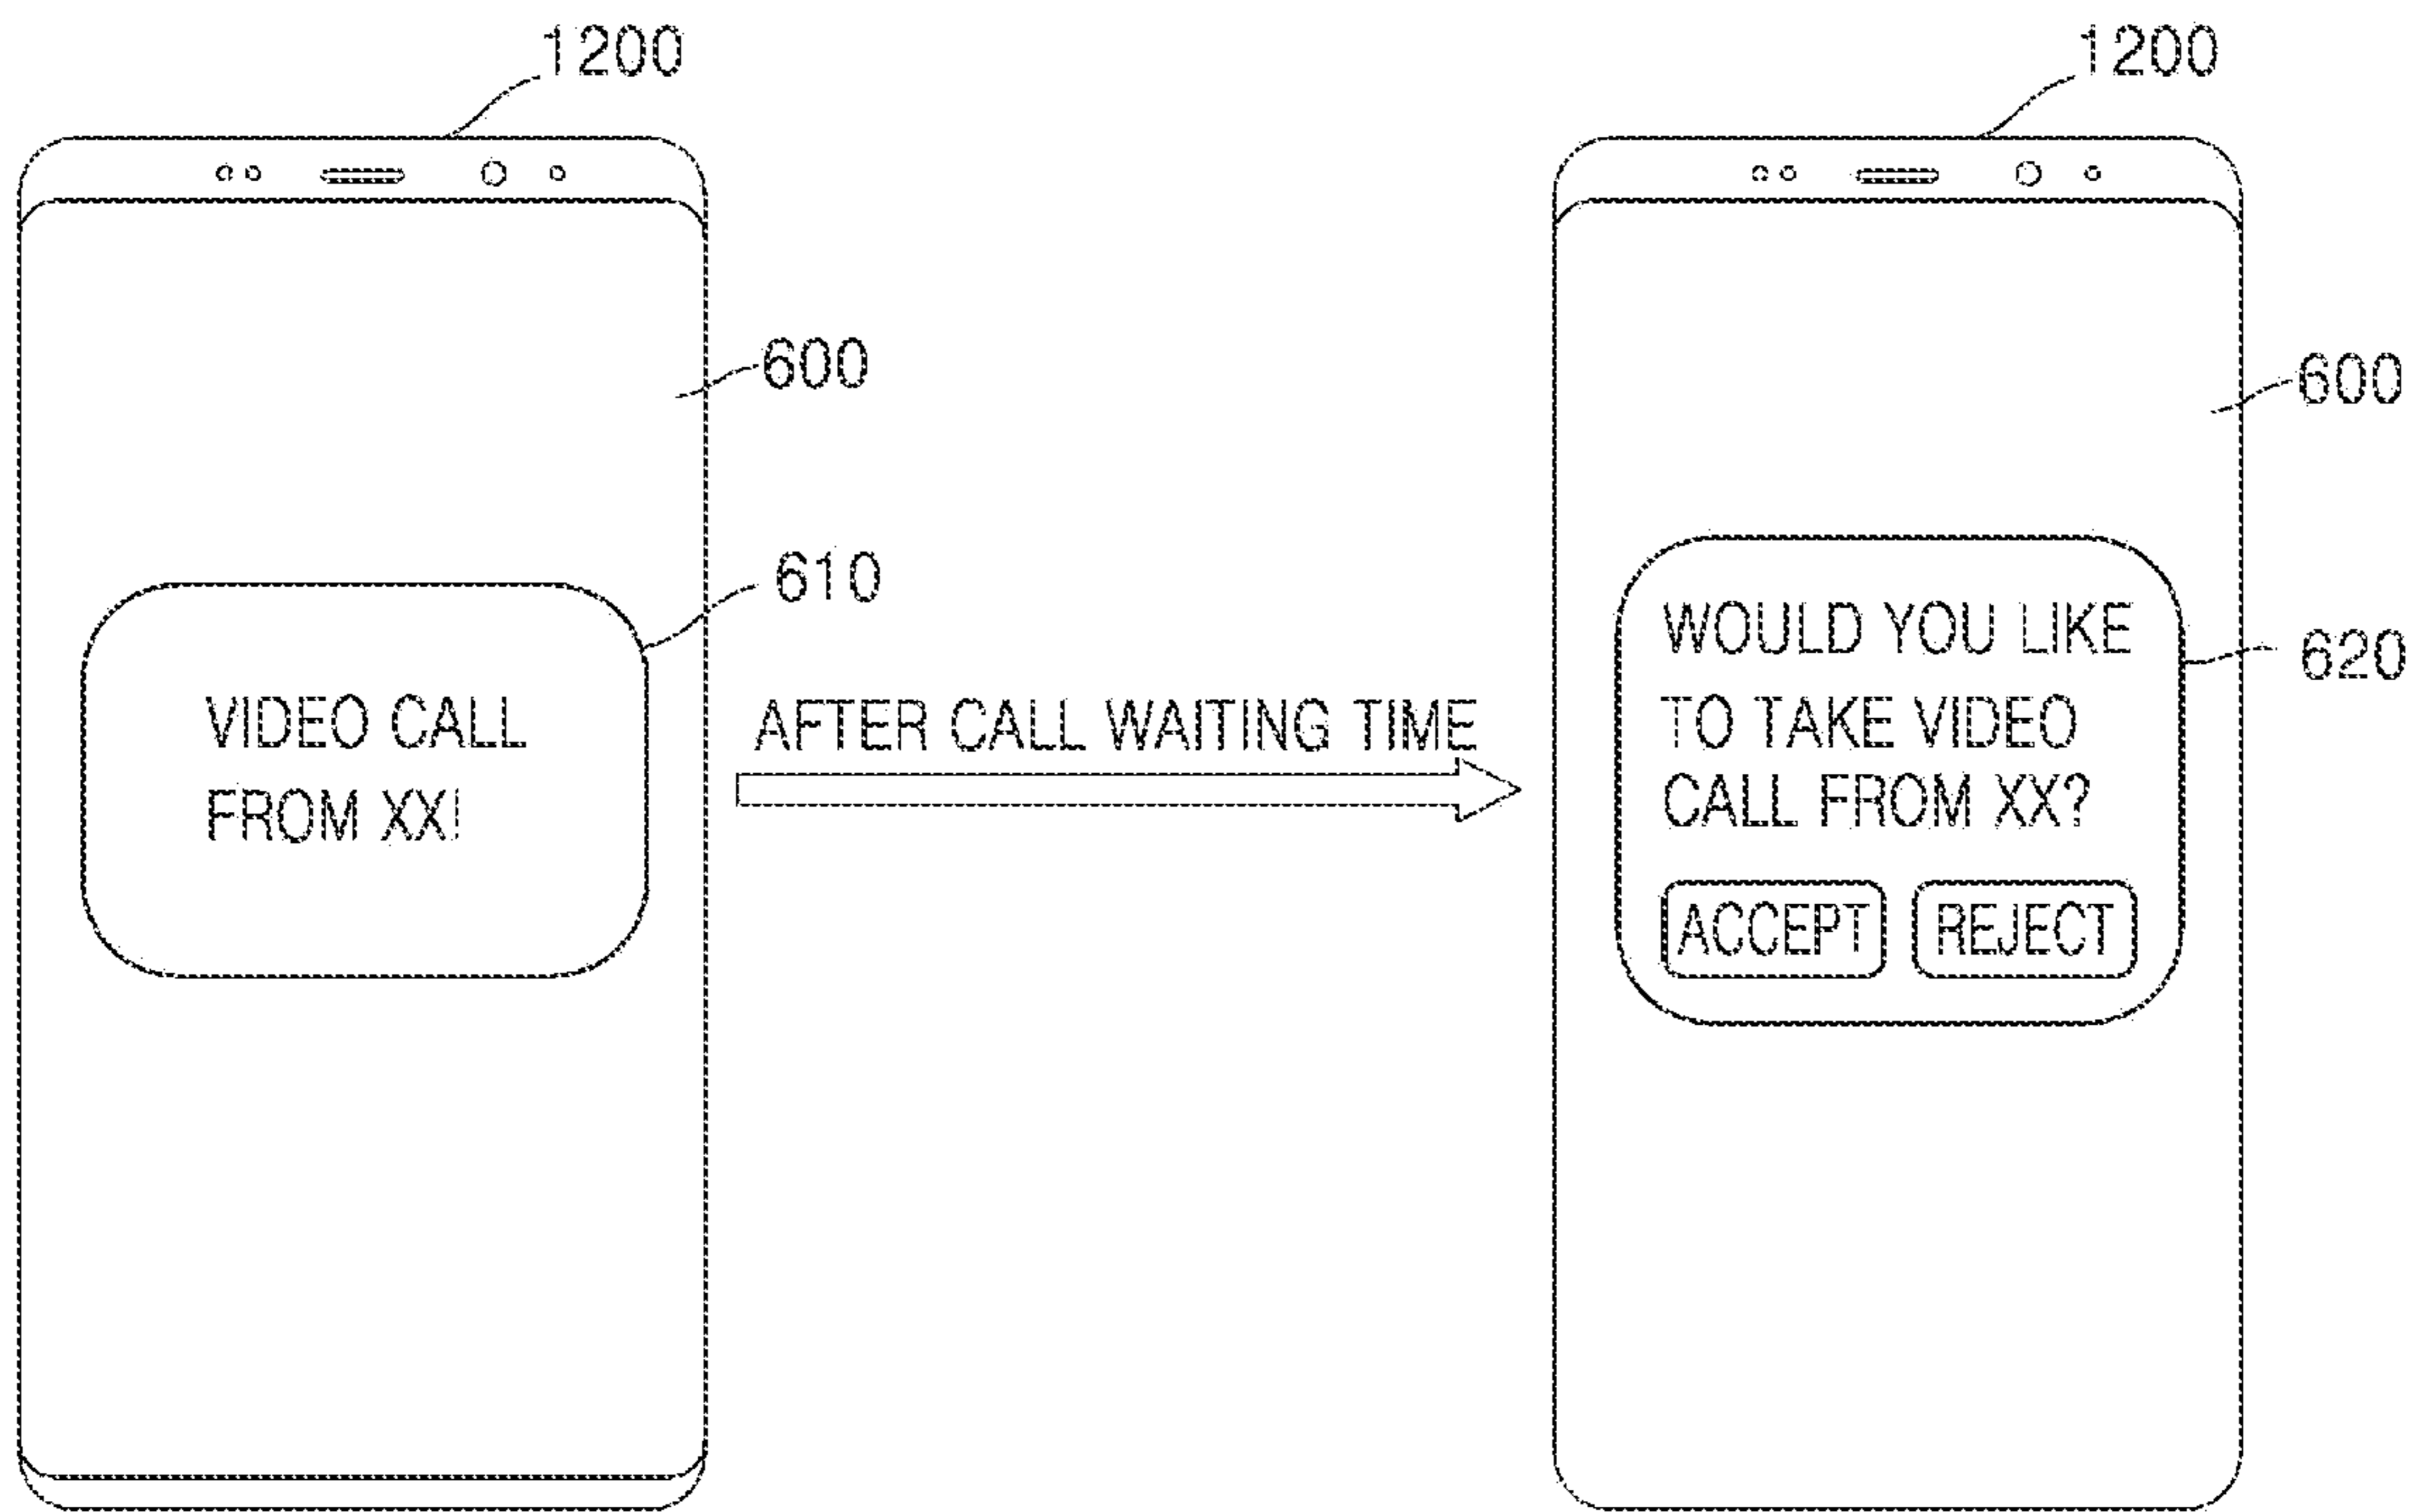 1200
600
610
VIDEO CALL
FROM XX!
AFTER CALL WAITING TIME
1200
600
620
WOULD YOU LIKE
TO TAKE VIDEO
CALL FROM XX?
ACCEPT
REJECT